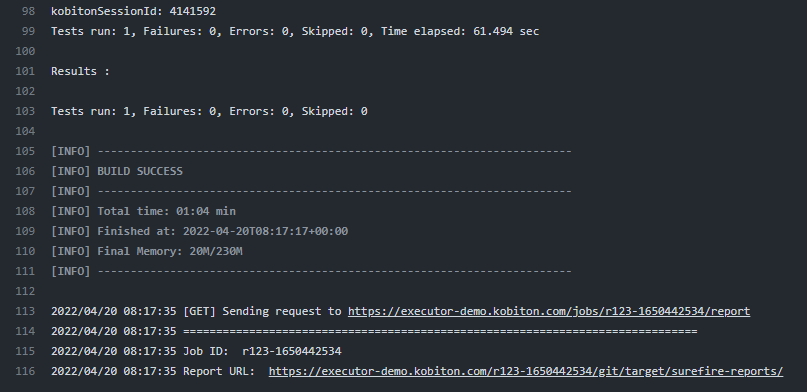 98 kobitonSessionId: 4141592
99 Tests run: 1, Failures: 0, Errors: 0, Skipped: 0, Time elapsed: 61.494 sec
100
101 Results :
102
103 Tests run: 1, Failures: 0, Errors: 0, Skipped: 0
104
105 [INFO] ------------------------------------------------------------------------
106 [INFO] BUILD SUCCESS
107 [INFO] ------------------------------------------------------------------------
108 [INFO] Total time: 01:04 min
109 [INFO] Finished at: 2022-04-20T08:17:17+00:00
110 [INFO] Final Memory: 20M/230M
111 [INFO] ------------------------------------------------------------------------
112
113 2022/04/20 08:17:35 [GET] Sending request to https://executor-demo.kobiton.com/jobs/r123-1650442534/report
114 2022/04/20 08:17:35 ==============================================================================
115 2022/04/20 08:17:35 Job ID:  r123-1650442534
116 2022/04/20 08:17:35 Report URL:  https://executor-demo.kobiton.com/r123-1650442534/git/target/surefire-reports/